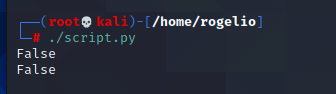 (root💀kali)-[/home/rogelio]
# ./script.py
False
False